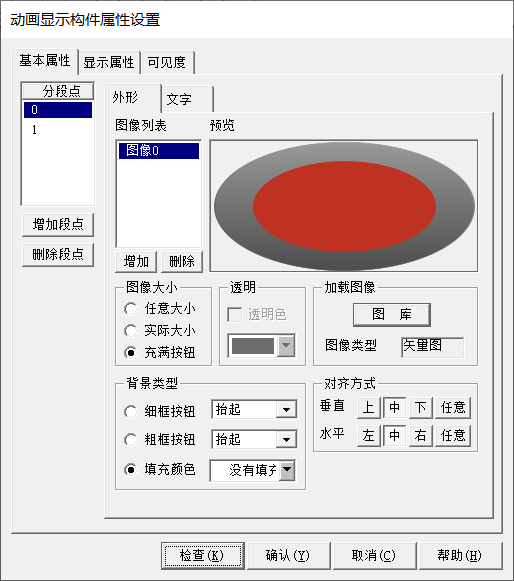 动画显示构件属性设置
基本属性 显示属性 可见度
分段点
0
1
增加段点
删除段点
外形 文字
图像列表 预览
图像0
增加 删除
图像大小
任意大小
实际大小
充满按钮
透明
透明色
加载图像
图 库
图像类型 矢量图
背景类型
细框按钮 抬起
粗框按钮 抬起
填充颜色 没有填充
对齐方式
垂直 上 中 下 任意
水平 左 中 右 任意
检查(K) 确认(Y) 取消(C) 帮助(H)